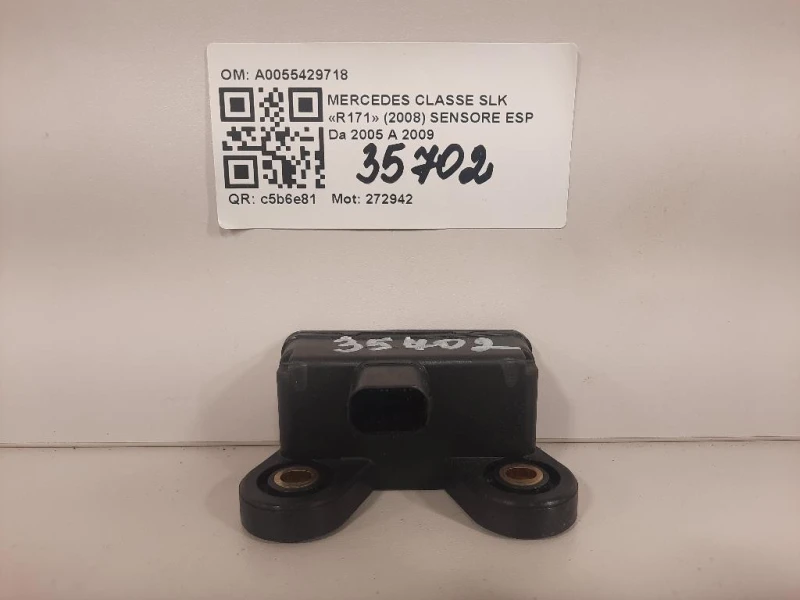 OM: A0055429718
MERCEDES CLASSE SLK
«R171» (2008) SENSORE ESP
Da 2005 A 2009
35702
QR: c5b6e81 Mot: 272942
35702